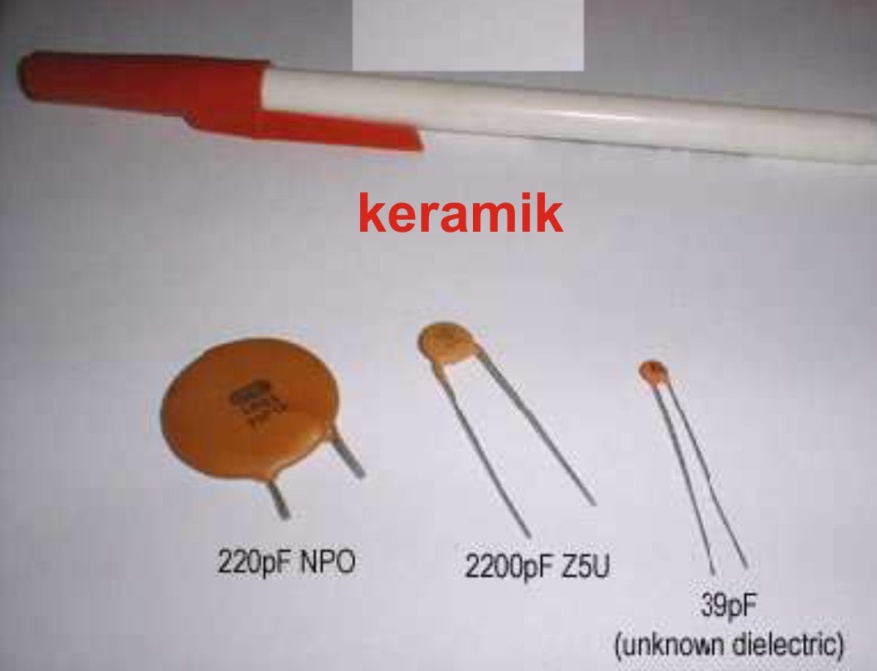 keramik
220pF NPO
2200pF Z5U
39pF
(unknown dielectric)